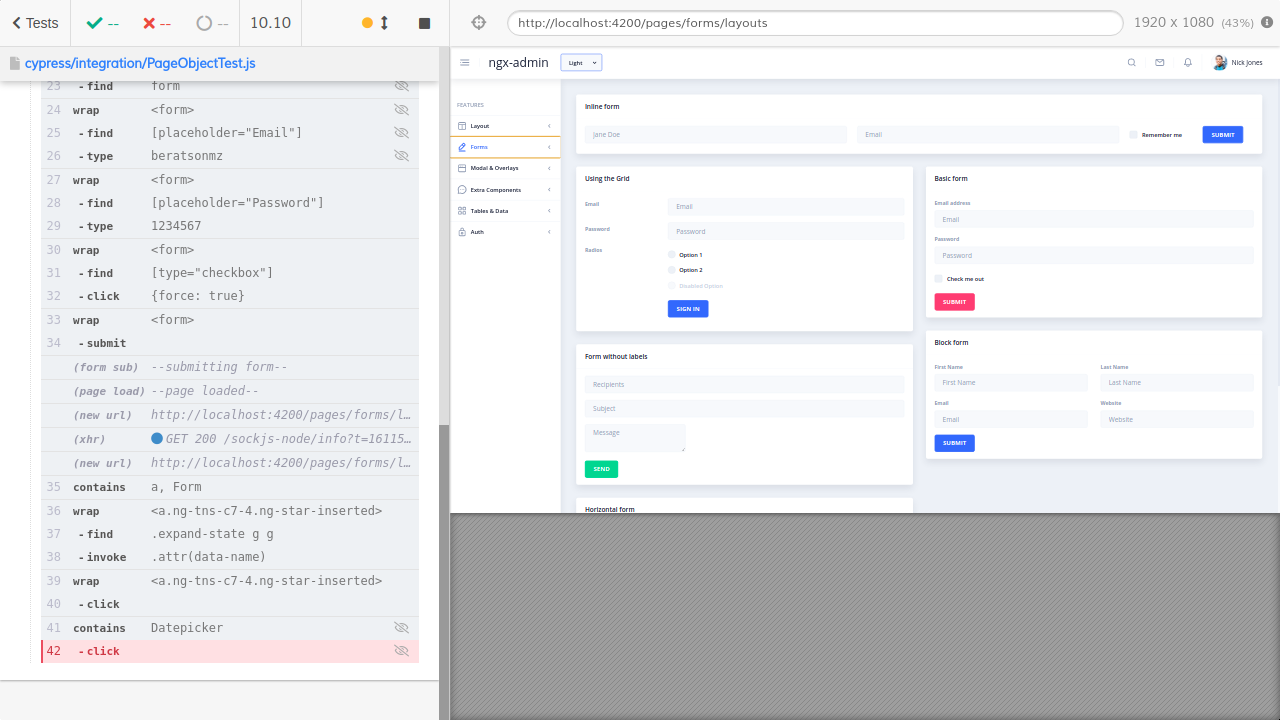 Tests
--
--
--
10.10
http://localhost:4200/pages/forms/layouts
1920 x 1080 (43%)
cypress/integration/PageObjectTest.js
23 -find form
24 wrap <form>
25 -find [placeholder="Email"]
26 -type beratsonmz
27 wrap <form>
28 -find [placeholder="Password"]
29 -type 1234567
30 wrap <form>
31 -find [type="checkbox"]
32 -click {force: true}
33 wrap <form>
34 -submit
(form sub) --submitting form--
(page load) --page loaded--
(new url) http://localhost:4200/pages/forms/…
(xhr) GET 200 /sockjs-node/info?t=16115…
(new url) http://localhost:4200/pages/forms/l…
35 contains a, Form
36 wrap <a.ng-tns-c7-4.ng-star-inserted>
37 -find .expand-state g g
38 -invoke .attr(data-name)
39 wrap <a.ng-tns-c7-4.ng-star-inserted>
40 -click
41 contains Datepicker
42 -click
ngx-admin
Light
Nick Jones
FEATURES
Layout
Forms
Modal & Overlays
Extra Components
Tables & Data
Auth
Inline form
Jane Doe
Email
Remember me
SUBMIT
Using the Grid
Email
Email
Password
Password
Radios
Option 1
Option 2
Disabled Option
SIGN IN
Basic form
Email address
Email
Password
Password
Check me out
SUBMIT
Form without labels
Recipients
Subject
Message
SEND
Block form
First Name
Last Name
First Name
Last Name
Email
Website
Email
Website
SUBMIT
Horizontal form